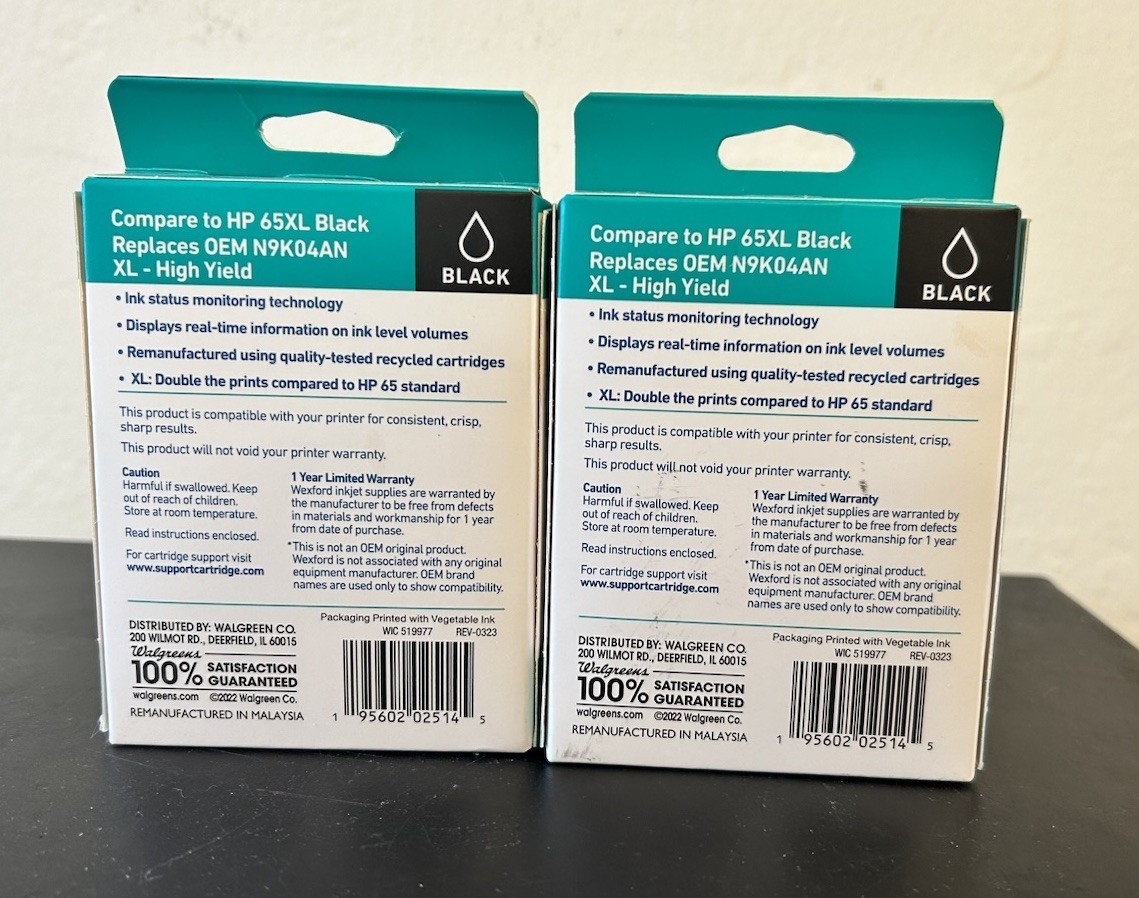 Compare to HP 65XL Black
Replaces OEM N9K04AN
XL - High Yield
BLACK
• Ink status monitoring technology
• Displays real-time information on ink level volumes
• Remanufactured using quality-tested recycled cartridges
• XL: Double the prints compared to HP 65 standard
This product is compatible with your printer for consistent, crisp,
sharp results.
This product will not void your printer warranty.
Caution
Harmful if swallowed. Keep
out of reach of children.
Store at room temperature.
Read instructions enclosed.
For cartridge support visit
www.supportcartridge.com
1 Year Limited Warranty
Wexford inkjet supplies are warranted by
the manufacturer to be free from defects
in materials and workmanship for 1 year
from date of purchase.
*This is not an OEM original product.
Wexford is not associated with any original
equipment manufacturer. OEM brand
names are used only to show compatibility.
DISTRIBUTED BY: WALGREEN CO.
200 WILMOT RD., DEERFIELD, IL 60015
Walgreens
100% SATISFACTION
GUARANTEED
walgreens.com ©2022 Walgreen Co.
REMANUFACTURED IN MALAYSIA
Packaging Printed with Vegetable Ink
WIC 519977 REV-0323
1 95602 02514 5
Compare to HP 65XL Black
Replaces OEM N9K04AN
XL - High Yield
BLACK
• Ink status monitoring technology
• Displays real-time information on ink level volumes
• Remanufactured using quality-tested recycled cartridges
• XL: Double the prints compared to HP 65 standard
This product is compatible with your printer for consistent, crisp,
sharp results.
This product will not void your printer warranty.
Caution
Harmful if swallowed. Keep
out of reach of children.
Store at room temperature.
Read instructions enclosed.
For cartridge support visit
www.supportcartridge.com
1 Year Limited Warranty
Wexford inkjet supplies are warranted by
the manufacturer to be free from defects
in materials and workmanship for 1 year
from date of purchase.
*This is not an OEM original product.
Wexford is not associated with any original
equipment manufacturer. OEM brand
names are used only to show compatibility.
DISTRIBUTED BY: WALGREEN CO.
200 WILMOT RD., DEERFIELD, IL 60015
Walgreens
100% SATISFACTION
GUARANTEED
walgreens.com ©2022 Walgreen Co.
REMANUFACTURED IN MALAYSIA
Packaging Printed with Vegetable Ink
WIC 519977 REV-0323
1 95602 02514 5